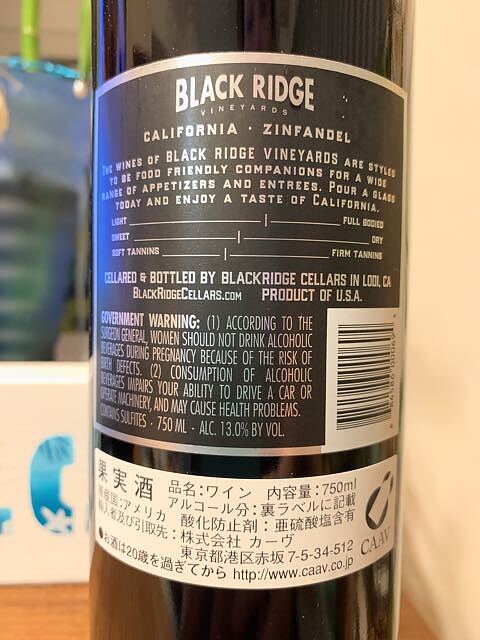 BLACK RIDGE
VINEYARDS
CALIFORNIA · ZINFANDEL
THE WINES OF BLACK RIDGE VINEYARDS ARE STYLED
TO BE FOOD FRIENDLY COMPANIONS FOR A WIDE
RANGE OF APPETIZERS AND ENTREES. POUR A GLASS
TODAY AND ENJOY A TASTE OF CALIFORNIA.
LIGHT FULL BODIED
SWEET DRY
SOFT TANNINS FIRM TANNINS
CELLARED & BOTTLED BY BLACKRIDGE CELLARS IN LODI, CA
BLACKRIDGECELLARS.COM PRODUCT OF U.S.A.
GOVERNMENT WARNING: (1) ACCORDING TO THE
SURGEON GENERAL, WOMEN SHOULD NOT DRINK ALCOHOLIC
BEVERAGES DURING PREGNANCY BECAUSE OF THE RISK OF
BIRTH DEFECTS. (2) CONSUMPTION OF ALCOHOLIC
BEVERAGES IMPAIRS YOUR ABILITY TO DRIVE A CAR OR
OPERATE MACHINERY, AND MAY CAUSE HEALTH PROBLEMS.
CONTAINS SULFITES · 750 ML · ALC. 13.0% BY VOL.
果実酒 品名:ワイン 内容量:750ml
原産国:アメリカ アルコール分:裏ラベルに記載
酸化防止剤:亜硫酸塩含有
輸入者及び引取先:株式会社 カーヴ
東京都港区赤坂 7-5-34-512
●お酒は20歳を過ぎてから http://www.caav.co.jp
CAAV